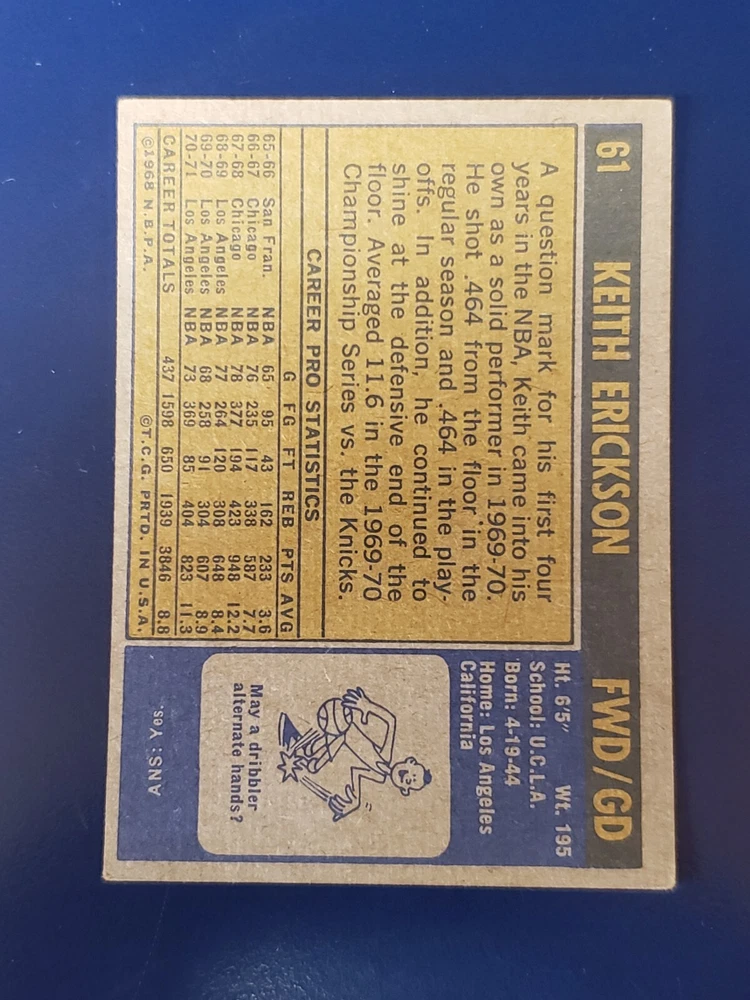 61 KEITH ERICKSON FWD/GD
A question mark for his first four
years in the NBA, Keith came into his
own as a solid performer in 1969-70.
He shot .464 from the floor in the
regular season and .464 in the play-
offs. In addition, he continued to
shine at the defensive end of the
floor. Averaged 11.6 in the 1969-70
Championship Series vs. the Knicks.
CAREER PRO STATISTICS
G FG FT REB PTS AVG
65-66 San Fran. NBA 65 95 43 162 233 3.6
66-67 Chicago NBA 76 235 117 338 587 7.7
67-68 Chicago NBA 78 377 194 423 948 12.2
68-69 Los Angeles NBA 77 264 120 308 648 8.4
69-70 Los Angeles NBA 68 258 91 304 607 8.9
70-71 Los Angeles NBA 73 369 85 404 823 11.3
CAREER TOTALS 437 1598 650 1939 3846 8.8
©1968 N.B.P.A. ©T.C.G. PRTD. IN U.S.A.
Ht. 6'5" Wt. 195
School: U.C.L.A.
Born: 4-19-44
Home: Los Angeles
California
May a dribbler
alternate hands?
ANS: Yes.